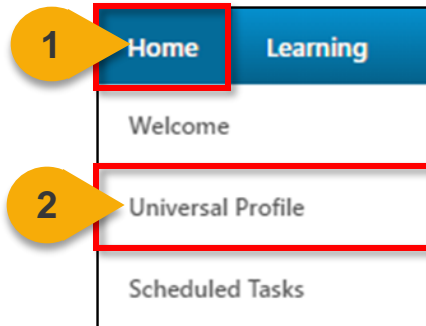 1 Home Learning
Welcome
2 Universal Profile
Scheduled Tasks